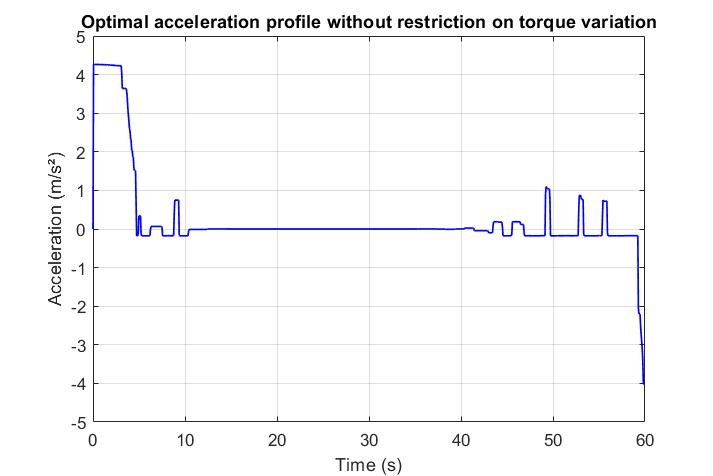 Optimal acceleration profile without restriction on torque variation
5
4
3
2
1
0
-1
-2
-3
-4
-5
Acceleration (m/s²)
0 10 20 30 40 50 60
Time (s)